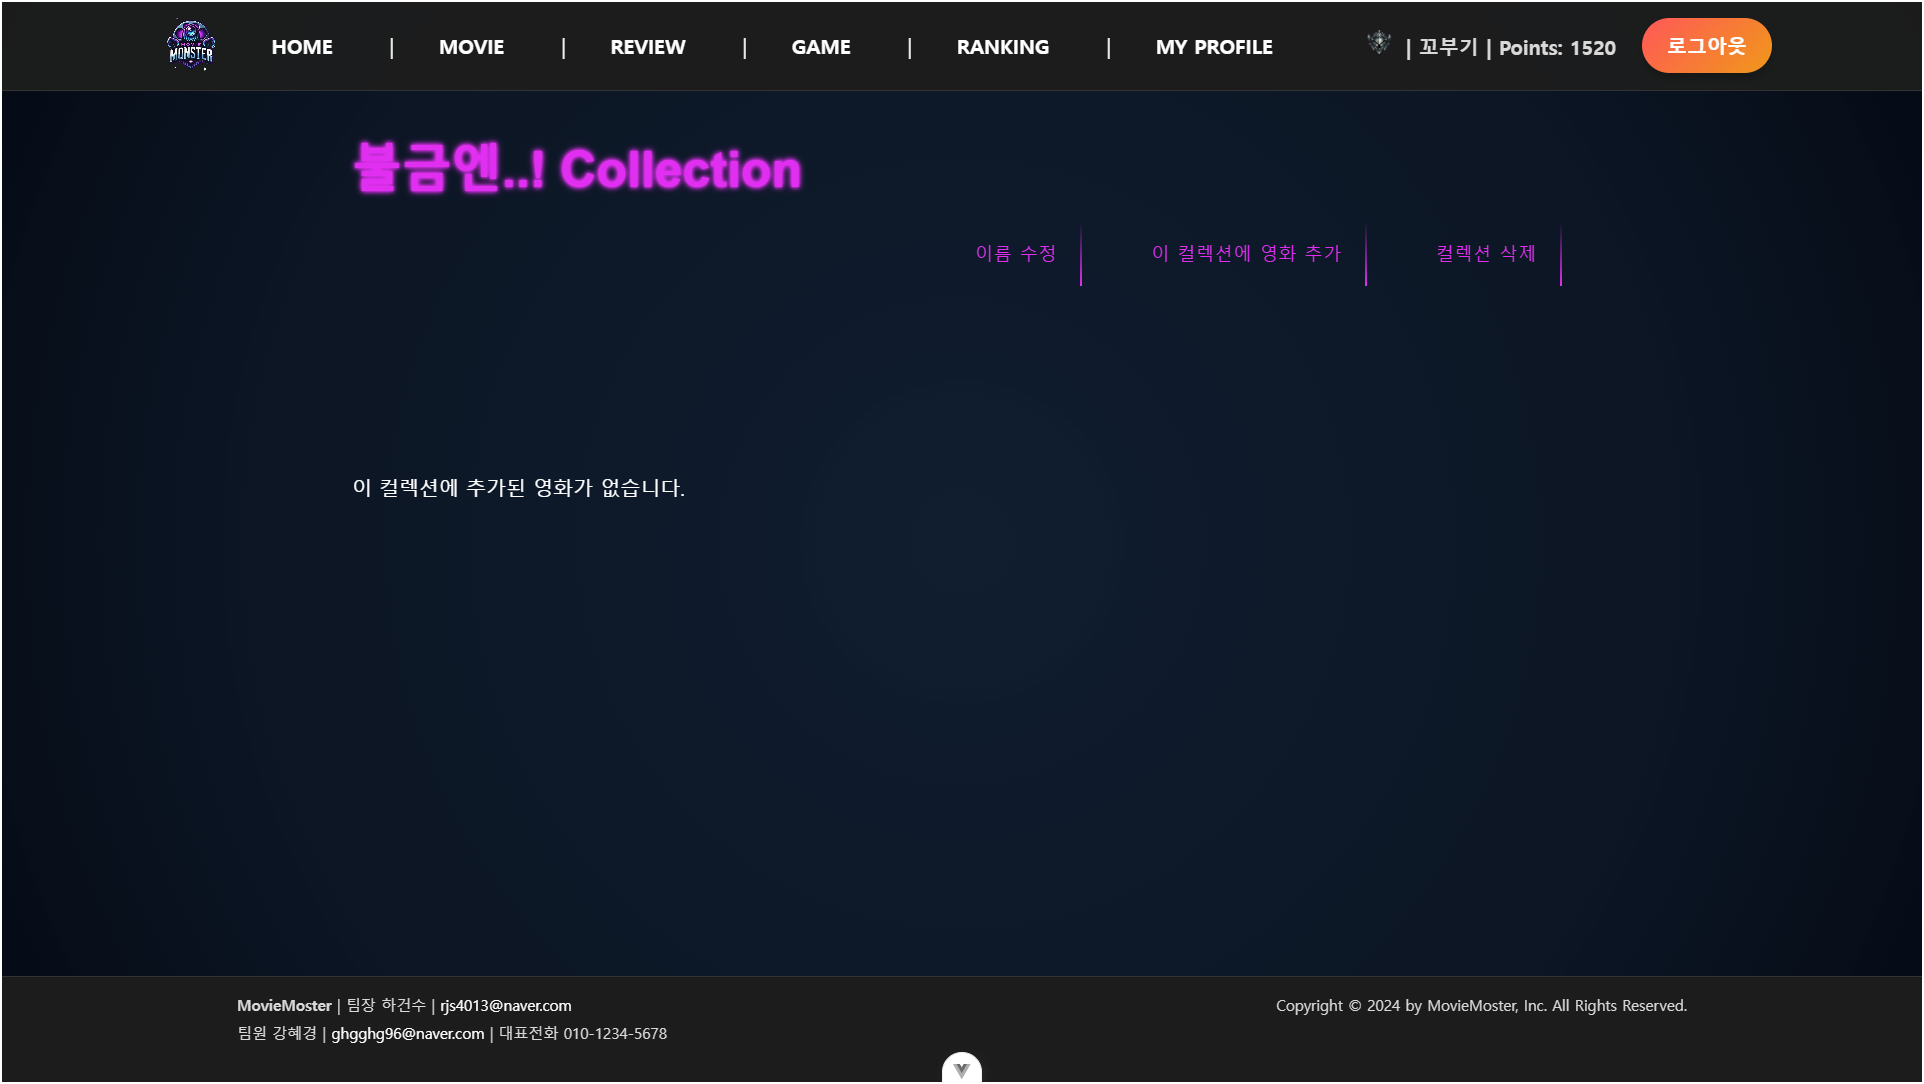 MOVIE
MONSTER
HOME | MOVIE | REVIEW | GAME | RANKING | MY PROFILE
| 꼬부기 | Points: 1520
로그아웃
불금엔..! Collection
이름 수정
이 컬렉션에 영화 추가
컬렉션 삭제
이 컬렉션에 추가된 영화가 없습니다.
MovieMoster | 팀장 하건수 | rjs4013@naver.com
팀원 강혜경 | ghgghg96@naver.com | 대표전화 010-1234-5678
Copyright © 2024 by MovieMoster, Inc. All Rights Reserved.